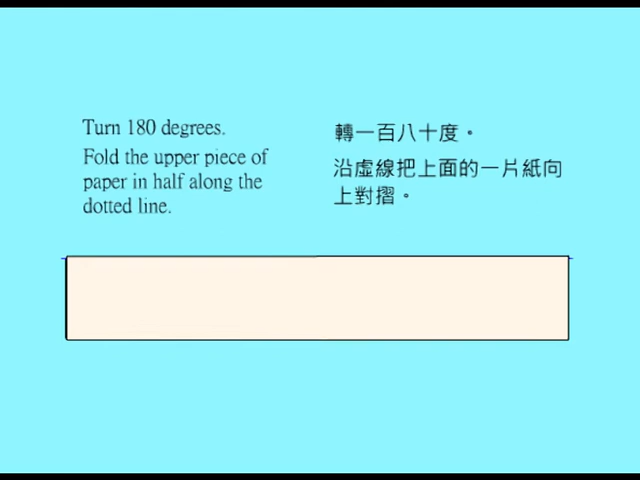 Turn 180 degrees.
Fold the upper piece of
paper in half along the
dotted line.
轉一百八十度。
沿虛線把上面的一片紙向
上對摺。